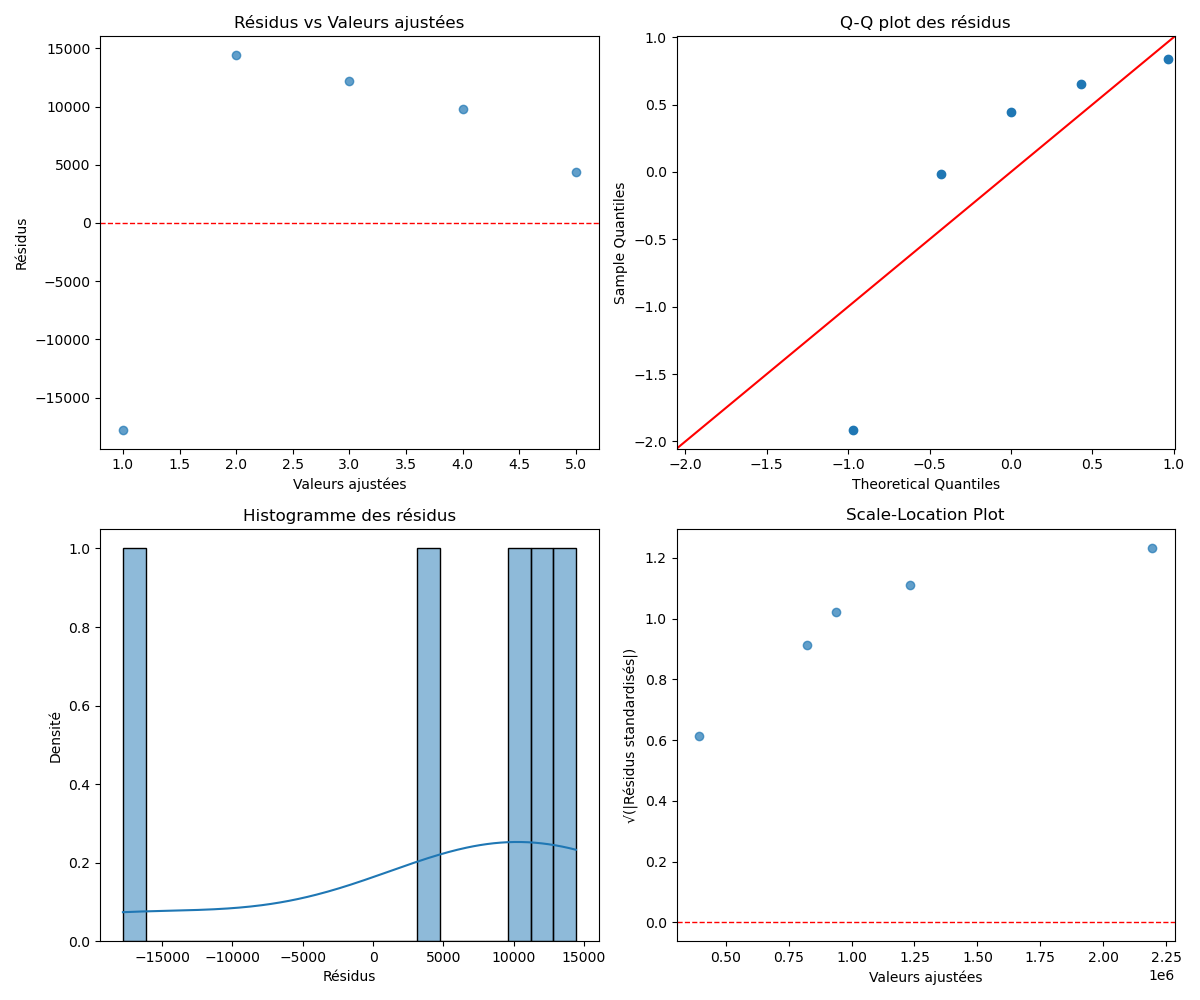 Résidus vs Valeurs ajustées
15000
10000
5000
0
−5000
−10000
−15000
Résidus
1.0 1.5 2.0 2.5 3.0 3.5 4.0 4.5 5.0
Valeurs ajustées
Q-Q plot des résidus
1.0
0.5
0.0
−0.5
−1.0
−1.5
−2.0
Sample Quantiles
−2.0 −1.5 −1.0 −0.5 0.0 0.5 1.0
Theoretical Quantiles
Histogramme des résidus
1.0
0.8
0.6
0.4
0.2
0.0
Densité
−15000 −10000 −5000 0 5000 10000 15000
Résidus
Scale-Location Plot
1.2
1.0
0.8
0.6
0.4
0.2
0.0
√(|Résidus standardisés|)
0.50 0.75 1.00 1.25 1.50 1.75 2.00 2.25
1e6
Valeurs ajustées